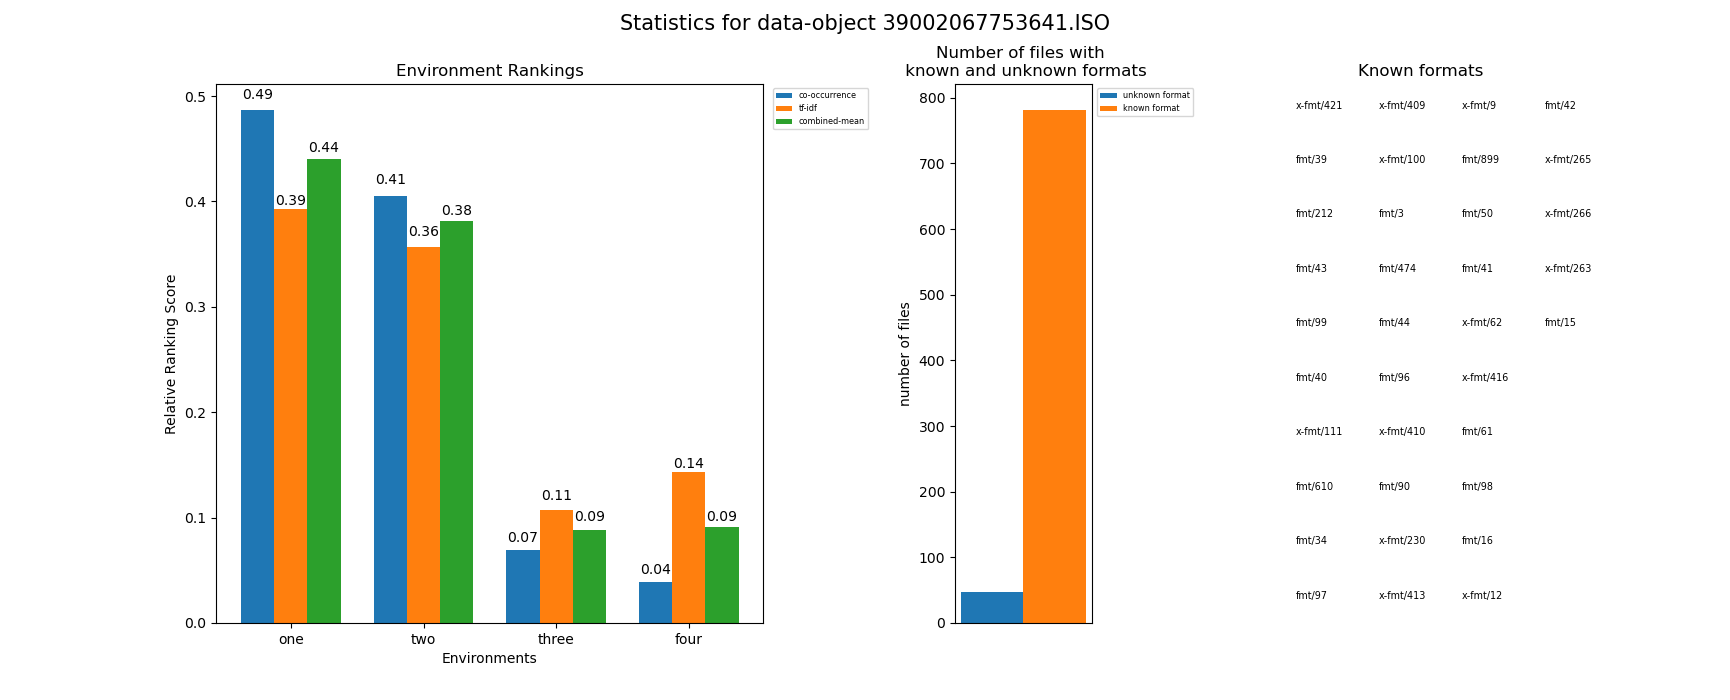 Statistics for data-object 39002067753641.ISO
Environment Rankings
0.5
0.4
0.3
0.2
0.1
0.0
Relative Ranking Score
0.49
0.39
0.44
0.41
0.36
0.38
0.07
0.11
0.09
0.04
0.14
0.09
one two three four
Environments
co-occurrence
tf-idf
combined-mean
Number of files with
known and unknown formats
800
700
600
500
400
300
200
100
0
number of files
unknown format
known format
Known formats
x-fmt/421 x-fmt/409 x-fmt/9 fmt/42
fmt/39 x-fmt/100 fmt/899 x-fmt/265
fmt/212 fmt/3 fmt/50 x-fmt/266
fmt/43 fmt/474 fmt/41 x-fmt/263
fmt/99 fmt/44 x-fmt/62 fmt/15
fmt/40 fmt/96 x-fmt/416
x-fmt/111 x-fmt/410 fmt/61
fmt/610 fmt/90 fmt/98
fmt/34 x-fmt/230 fmt/16
fmt/97 x-fmt/413 x-fmt/12